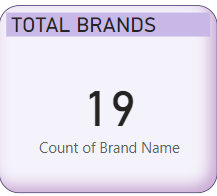 TOTAL BRANDS
19
Count of Brand Name